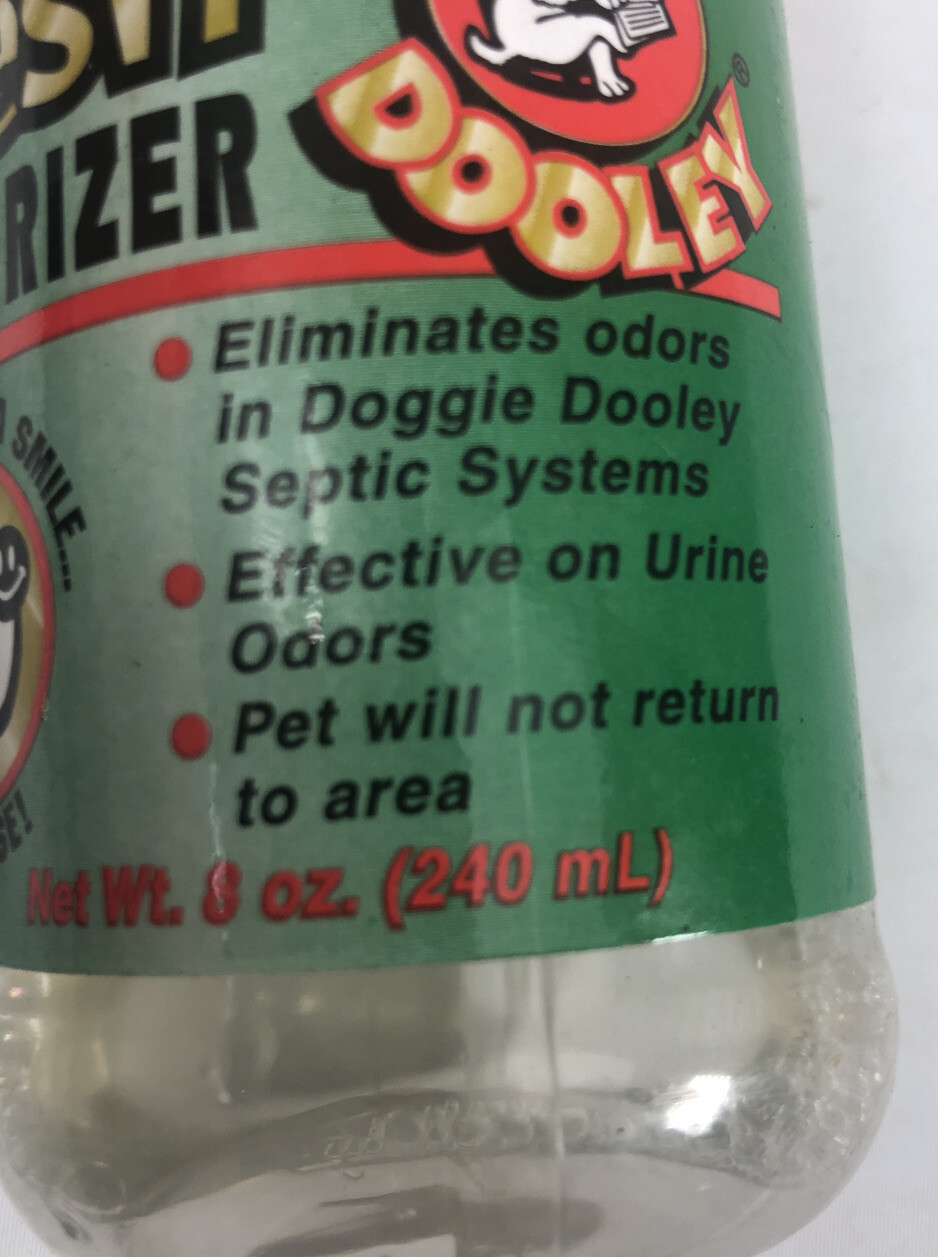 RIZER
DOOLEY®
Eliminates odors
in Doggie Dooley
Septic Systems
Effective on Urine
Odors
Pet will not return
to area
A SMILE...
Net Wt. 8 oz. (240 mL)